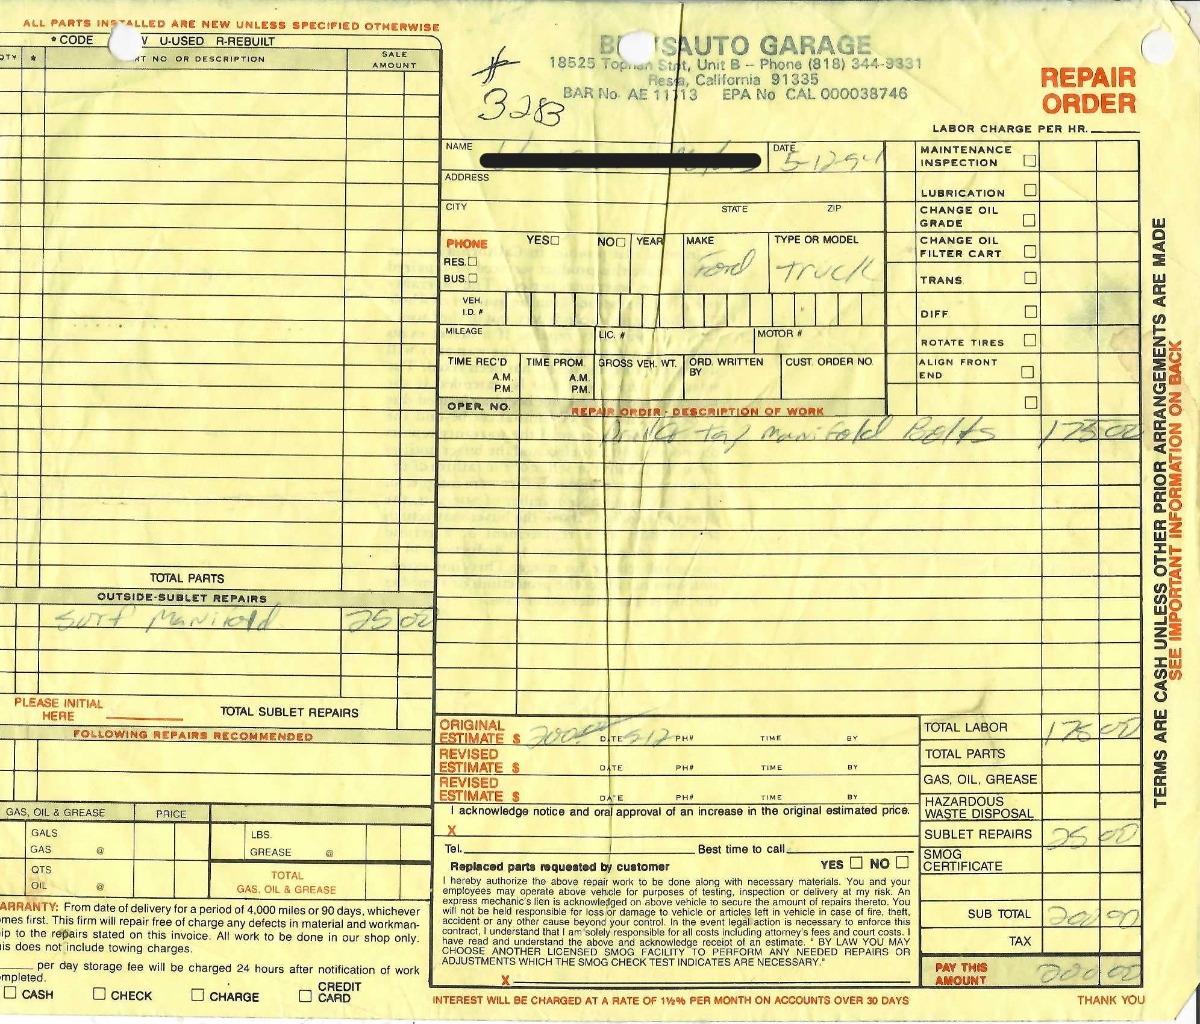 ALL PARTS INSTALLED ARE NEW UNLESS SPECIFIED OTHERWISE
* CODE W U-USED R-REBUILT
QTY * RT NO OR DESCRIPTION SALE AMOUNT
TOTAL PARTS
OUTSIDE-SUBLET REPAIRS
Surf Manifold 25 00
PLEASE INITIAL HERE TOTAL SUBLET REPAIRS
FOLLOWING REPAIRS RECOMMENDED
GAS, OIL & GREASE PRICE
GALS GAS @
LBS. GREASE @
QTS OIL @
TOTAL GAS, OIL & GREASE
ARRANTY: From date of delivery for a period of 4,000 miles or 90 days, whichever
omes first. This firm will repair free of charge any defects in material and workman-
hip to the repairs stated on this invoice. All work to be done in our shop only.
his does not include towing charges.
per day storage fee will be charged 24 hours after notification of work
ompleted.
CASH CHECK CHARGE CREDIT CARD
# 3283
AUTO GARAGE
18525 Unit B – Phone (818) 344-9331
California 91335
BAR No. AE EPA No CAL 000038746
REPAIR
ORDER
LABOR CHARGE PER HR.
NAME DATE 5-12-94
ADDRESS
CITY STATE ZIP
PHONE YES NO YEAR MAKE TYPE OR MODEL
RES.
BUS.
Ford Truck
VEH. I.D. #
MILEAGE LIC. # MOTOR #
TIME REC'D A.M. P.M. TIME PROM. A.M. P.M. GROSS VEH. WT. ORD. WRITTEN BY CUST. ORDER NO.
MAINTENANCE INSPECTION
LUBRICATION
CHANGE OIL GRADE
CHANGE OIL FILTER CART
TRANS
DIFF
ROTATE TIRES
ALIGN FRONT END
OPER. NO. REPAIR ORDER - DESCRIPTION OF WORK
Tap Manifold Bolts 175 00
ORIGINAL ESTIMATE $ 200 DATE 5-12 PH# TIME BY
REVISED ESTIMATE $ DATE PH# TIME BY
REVISED ESTIMATE $ DATE PH# TIME BY
I acknowledge notice and oral approval of an increase in the original estimated price.
X
Tel. Best time to call
Replaced parts requested by customer YES NO
I hereby authorize the above repair work to be done along with necessary materials. You and your
employees may operate above vehicle for purposes of testing, inspection or delivery at my risk. An
express mechanic's lien is acknowledged on above vehicle to secure the amount of repairs thereto. You
will not be held responsible for loss or damage to vehicle or articles left in vehicle in case of fire, theft,
accident or any other cause beyond your control. In the event legal action is necessary to enforce this
contract, I understand that I am solely responsible for all costs including attorney's fees and court costs. I
have read and understand the above and acknowledge receipt of an estimate. " BY LAW YOU MAY
CHOOSE ANOTHER LICENSED SMOG FACILITY TO PERFORM ANY NEEDED REPAIRS OR
ADJUSTMENTS WHICH THE SMOG CHECK TEST INDICATES ARE NECESSARY."
X
TOTAL LABOR 175 00
TOTAL PARTS
GAS, OIL, GREASE
HAZARDOUS WASTE DISPOSAL
SUBLET REPAIRS 25 00
SMOG CERTIFICATE
SUB TOTAL 200 00
TAX
PAY THIS AMOUNT 200 00
INTEREST WILL BE CHARGED AT A RATE OF 1½% PER MONTH ON ACCOUNTS OVER 30 DAYS
THANK YOU
TERMS ARE CASH UNLESS OTHER PRIOR ARRANGEMENTS ARE MADE
SEE IMPORTANT INFORMATION ON BACK